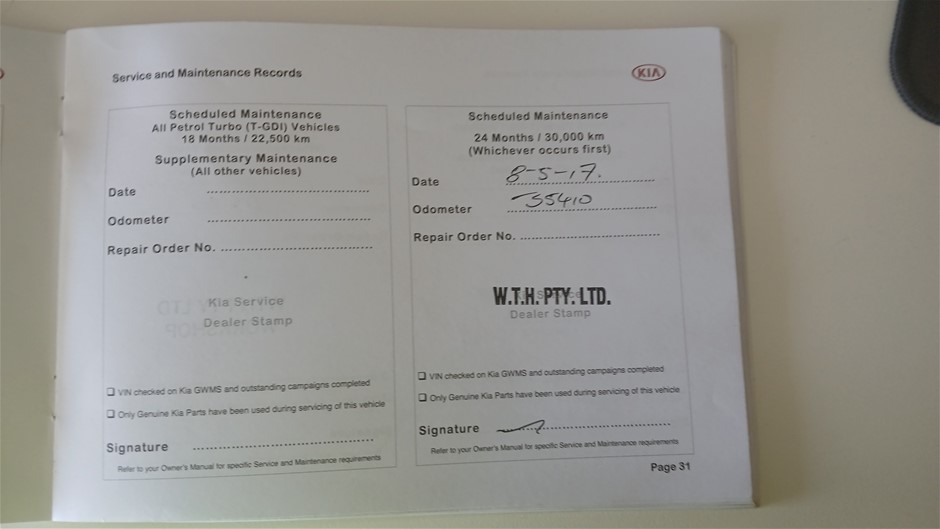 Service and Maintenance Records
KIA
Scheduled Maintenance
All Petrol Turbo (T-GDI) Vehicles
18 Months / 22,500 km
Supplementary Maintenance
(All other vehicles)
Date
Odometer
Repair Order No.
Kia Service
Dealer Stamp
❑ VIN checked on Kia GWMS and outstanding campaigns completed
❑ Only Genuine Kia Parts have been used during servicing of this vehicle
Signature
Refer to your Owner's Manual for specific Service and Maintenance requirements
Scheduled Maintenance
24 Months / 30,000 km
(Whichever occurs first)
Date 8-5-17.
Odometer 55410
Repair Order No.
W.T.H. PTY. LTD.
Dealer Stamp
❑ VIN checked on Kia GWMS and outstanding campaigns completed
❑ Only Genuine Kia Parts have been used during servicing of this vehicle
Signature
Refer to your Owner's Manual for specific Service and Maintenance requirements
Page 31